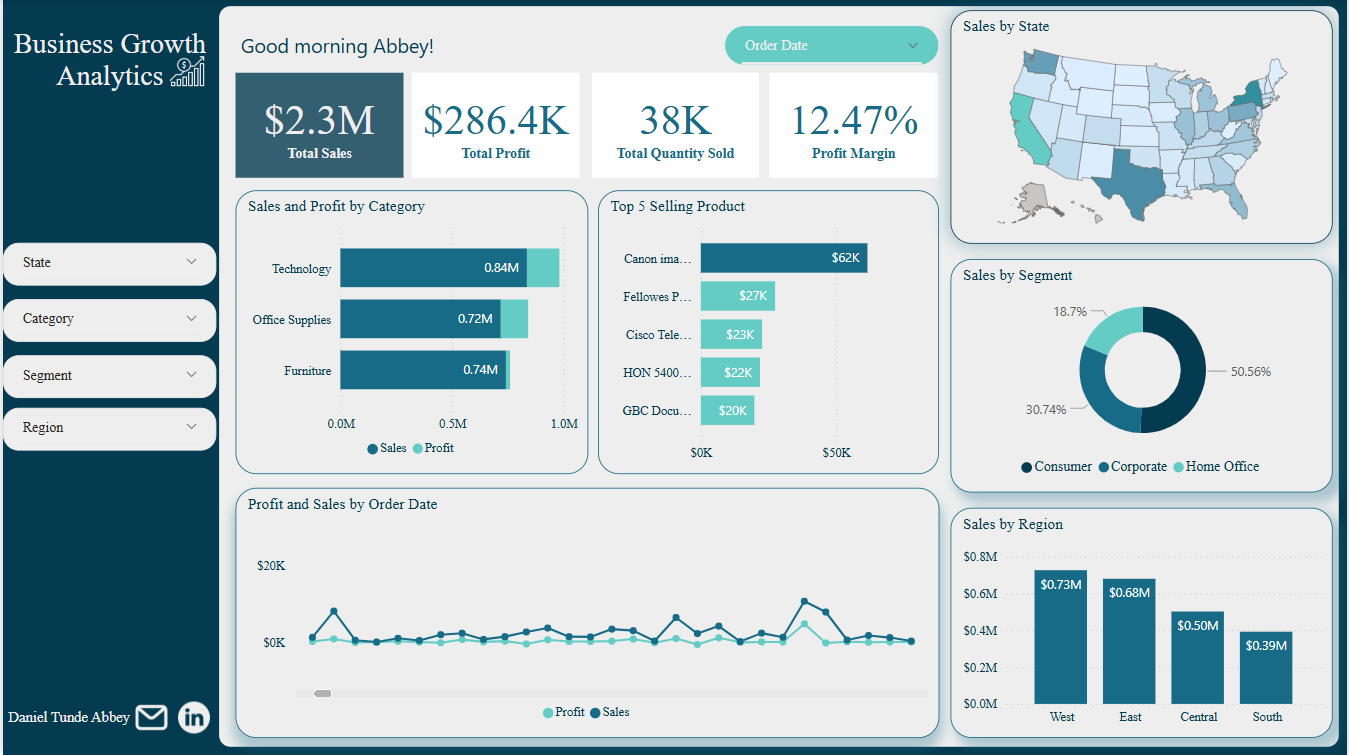 Business Growth
Analytics
State
Category
Segment
Region
Daniel Tunde Abbey
in
Good morning Abbey!
Order Date
$2.3M
Total Sales
$286.4K
Total Profit
38K
Total Quantity Sold
12.47%
Profit Margin
Sales and Profit by Category
Technology
0.84M
Office Supplies
0.72M
Furniture
0.74M
0.0M 0.5M 1.0M
Sales Profit
Top 5 Selling Product
Canon ima...
$62K
Fellowes P...
$27K
Cisco Tele...
$23K
HON 5400...
$22K
GBC Docu...
$20K
$0K $50K
Profit and Sales by Order Date
$20K
$0K
Profit Sales
Sales by State
Sales by Segment
18.7%
50.56%
30.74%
Consumer Corporate Home Office
Sales by Region
$0.8M
$0.6M
$0.4M
$0.2M
$0.0M
$0.73M
$0.68M
$0.50M
$0.39M
West East Central South